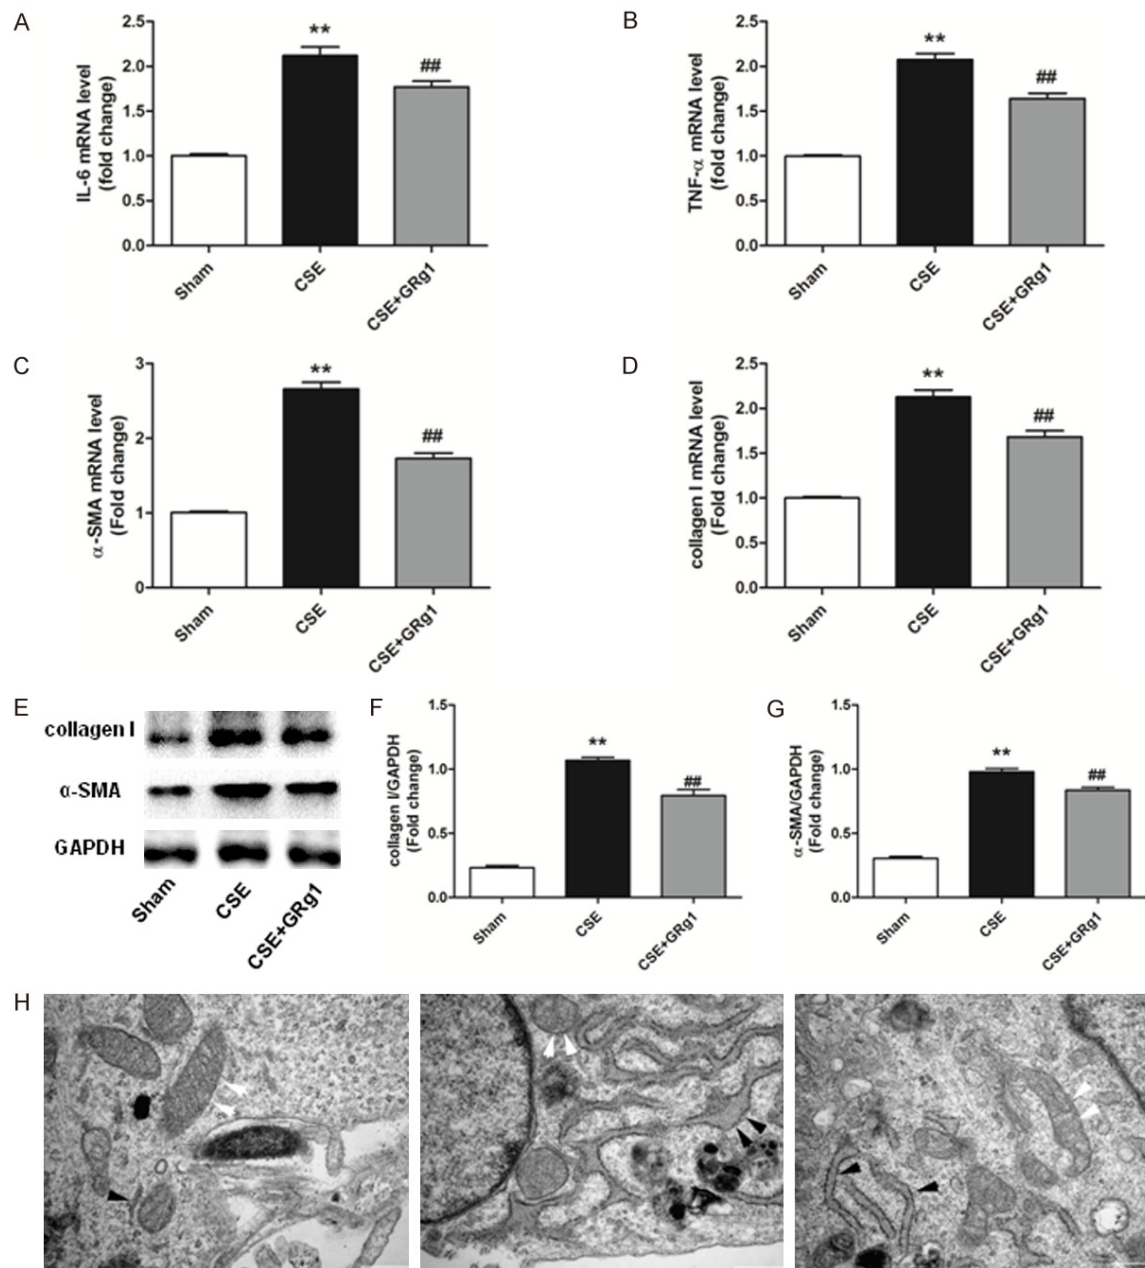 A
IL-6 mRNA level
(fold change)
2.5
2.0
1.5
1.0
0.5
0.0
**
##
Sham
CSE
CSE+GRg1
B
TNF-α mRNA level
(fold change)
2.5
2.0
1.5
1.0
0.5
0.0
**
##
Sham
CSE
CSE+GRg1
C
α-SMA mRNA level
(Fold change)
3
2
1
0
**
##
Sham
CSE
CSE+GRg1
D
collagen I mRNA level
(Fold change)
2.5
2.0
1.5
1.0
0.5
0.0
**
##
Sham
CSE
CSE+GRg1
E
collagen I
α-SMA
GAPDH
Sham
CSE
CSE+GRg1
F
collagen I/GAPDH
(Fold change)
1.5
1.0
0.5
0.0
**
##
Sham
CSE
CSE+GRg1
G
α-SMA/GAPDH
(Fold change)
1.5
1.0
0.5
0.0
**
##
Sham
CSE
CSE+GRg1
H